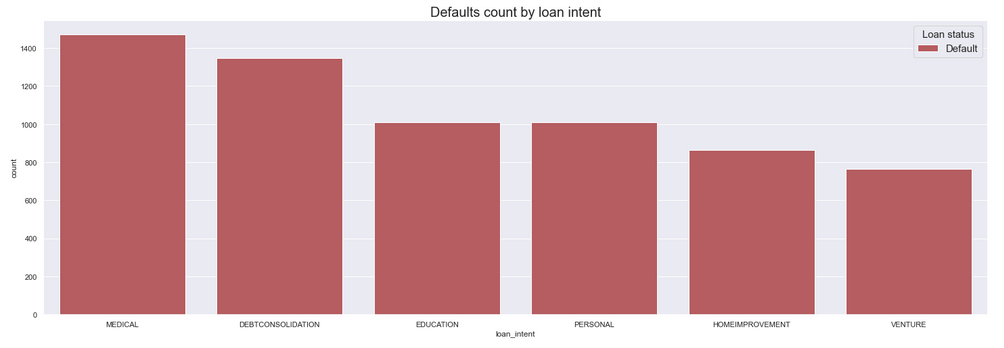 Defaults count by loan intent
Loan status
Default
count
1400
1200
1000
800
600
400
200
0
MEDICAL DEBTCONSOLIDATION EDUCATION PERSONAL HOMEIMPROVEMENT VENTURE
loan_intent